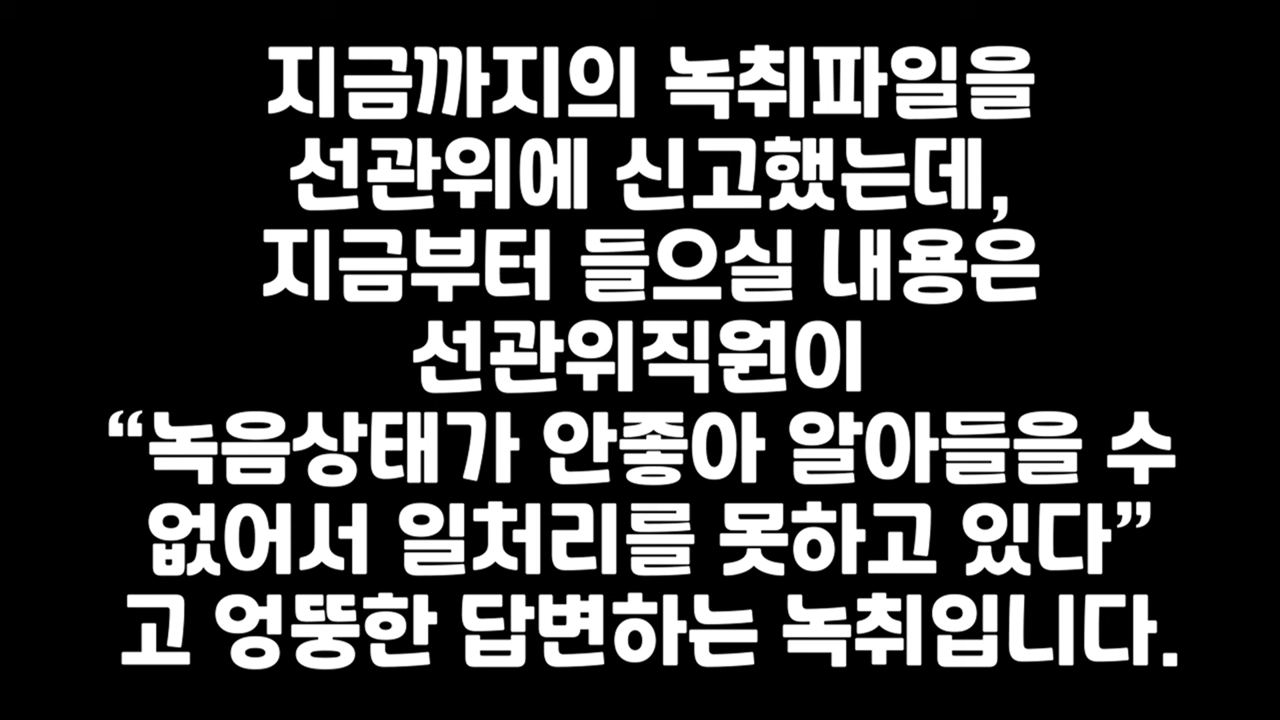 지금까지의 녹취파일을
선관위에 신고했는데,
지금부터 들으실 내용은
선관위직원이
“녹음상태가 안좋아 알아들을 수
없어서 일처리를 못하고 있다”
고 엉뚱한 답변하는 녹취입니다.